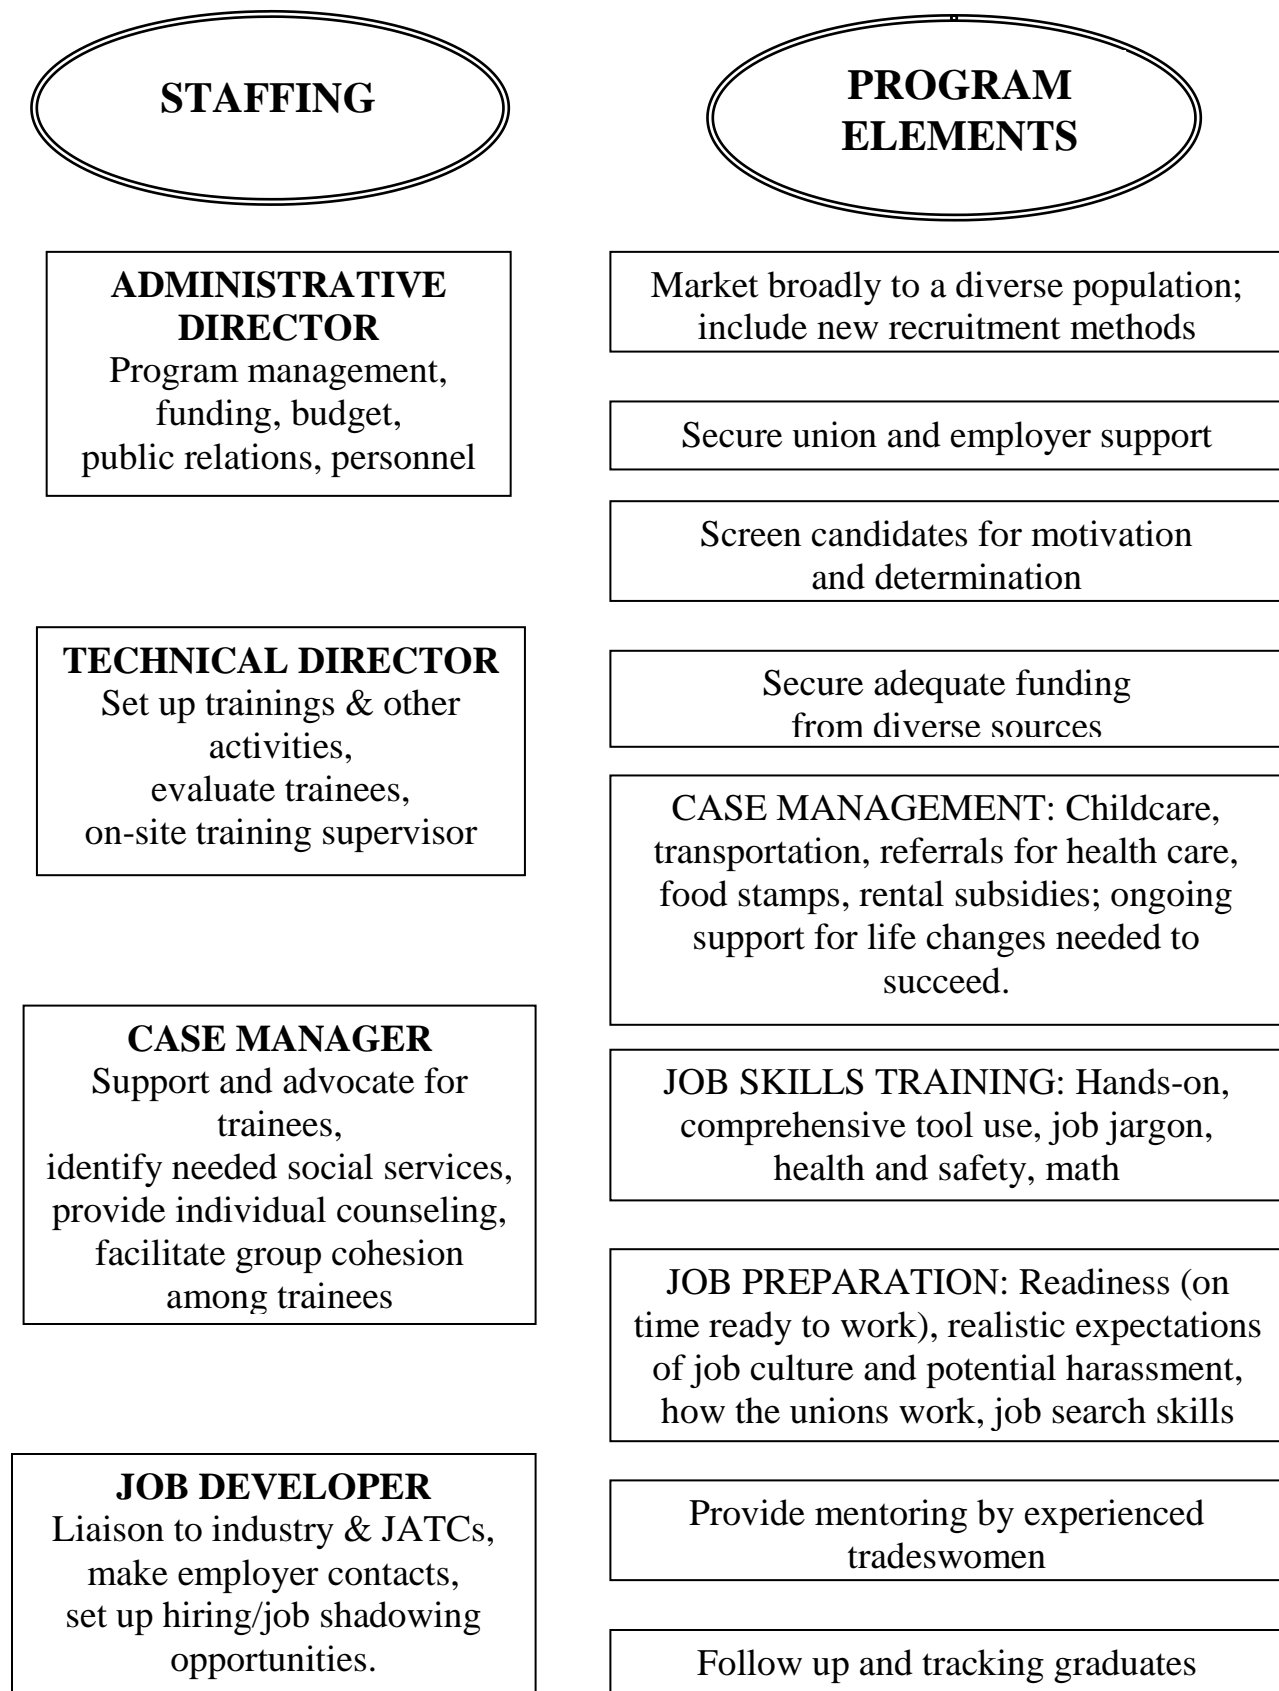 STAFFING
ADMINISTRATIVE
DIRECTOR
Program management,
funding, budget,
public relations, personnel
TECHNICAL DIRECTOR
Set up trainings & other
activities,
evaluate trainees,
on-site training supervisor
CASE MANAGER
Support and advocate for
trainees,
identify needed social services,
provide individual counseling,
facilitate group cohesion
among trainees
JOB DEVELOPER
Liaison to industry & JATCs,
make employer contacts,
set up hiring/job shadowing
opportunities.
PROGRAM
ELEMENTS
Market broadly to a diverse population;
include new recruitment methods
Secure union and employer support
Screen candidates for motivation
and determination
Secure adequate funding
from diverse sources
CASE MANAGEMENT: Childcare,
transportation, referrals for health care,
food stamps, rental subsidies; ongoing
support for life changes needed to
succeed.
JOB SKILLS TRAINING: Hands-on,
comprehensive tool use, job jargon,
health and safety, math
JOB PREPARATION: Readiness (on
time ready to work), realistic expectations
of job culture and potential harassment,
how the unions work, job search skills
Provide mentoring by experienced
tradeswomen
Follow up and tracking graduates